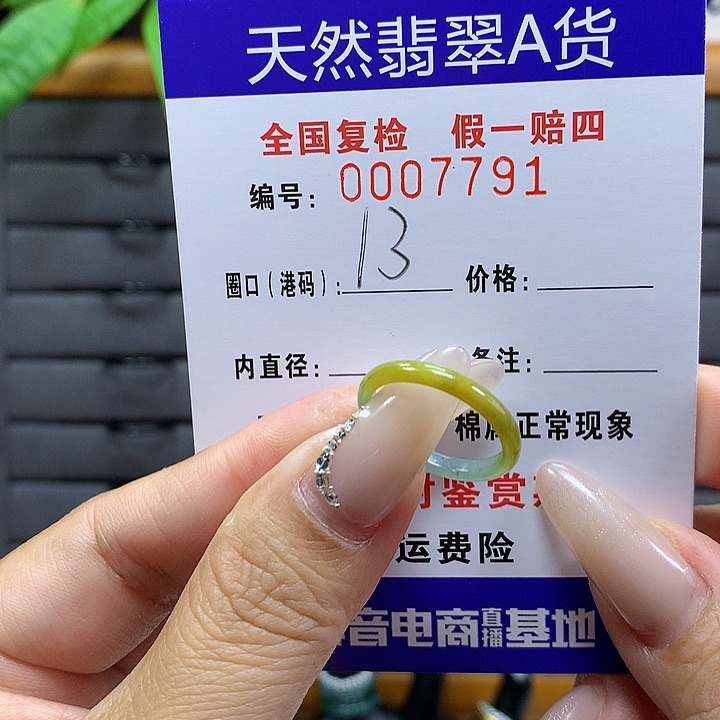 天然翡翠A货
全国复检 假一赔四
编号: 0007791
圈口(港码): 13 价格:
内直径: 备注:
棉 正常现象
鉴赏
运费险
音电商直播基地